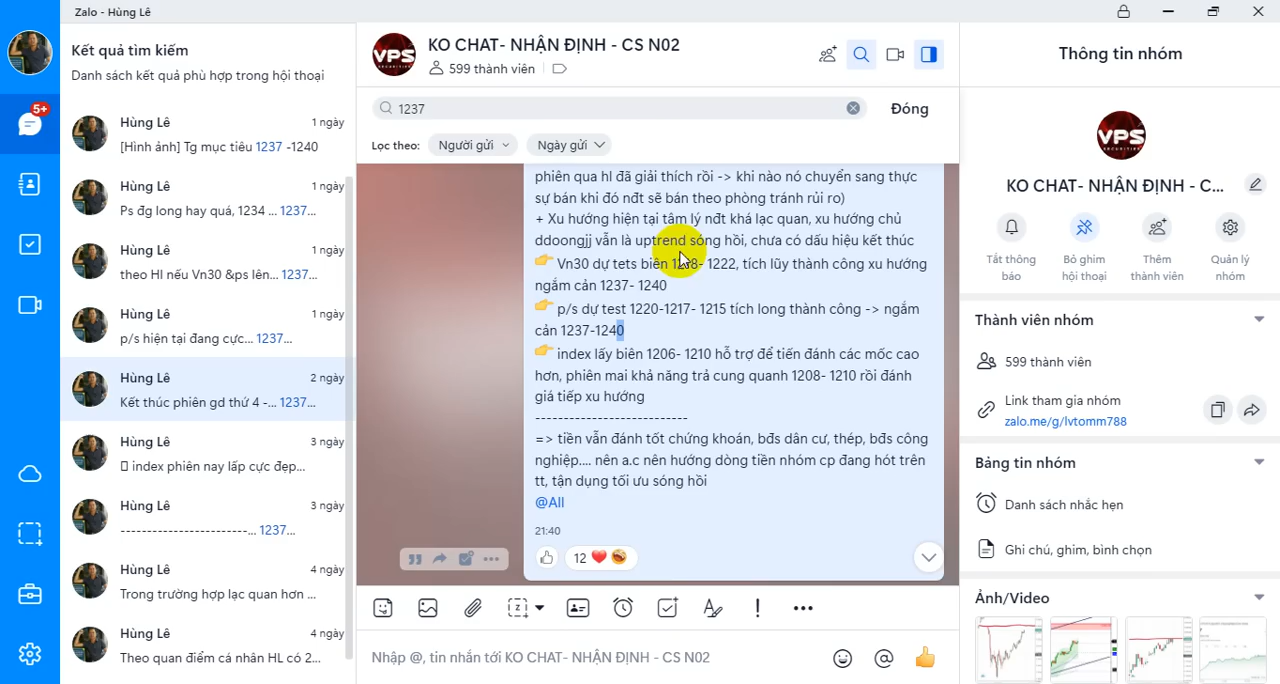 Zalo - Hùng Lê
5+
Kết quả tìm kiếm
Danh sách kết quả phù hợp trong hội thoại
Hùng Lê
1 ngày
[Hình ảnh] Tg mục tiêu 1237 -1240
Hùng Lê
1 ngày
Ps đg long hay quá, 1234 ... 1237...
Hùng Lê
1 ngày
theo Hl nếu Vn30 &ps lên... 1237...
Hùng Lê
1 ngày
p/s hiện tại đang cực... 1237...
Hùng Lê
2 ngày
Kết thúc phiên gd thứ 4 -... 1237...
Hùng Lê
3 ngày
index phiên nay lấp cực đẹp...
Hùng Lê
3 ngày
-----------------------... 1237...
Hùng Lê
4 ngày
Trong trường hợp lạc quan hơn ...
Hùng Lê
4 ngày
Theo quan điểm cá nhân HL có 2...
VPS
SECURITIES
KO CHAT- NHẬN ĐỊNH - CS N02
599 thành viên
1237
Đóng
Lọc theo:
Người gửi
Ngày gửi
phiên qua hl đã giải thích rồi -> khi nào nó chuyển sang thực
sự bán khi đó nđt sẽ bán theo phòng tránh rủi ro)
+ Xu hướng hiện tại tâm lý nđt khá lạc quan, xu hướng chủ
ddoongjj vẫn là uptrend sóng hồi, chưa có dấu hiệu kết thúc
👉 Vn30 dự tets biên 1218- 1222, tích lũy thành công xu hướng
ngắm cản 1237- 1240
👉 p/s dự test 1220-1217- 1215 tích long thành công -> ngắm
cản 1237-1240
👉 index lấy biên 1206- 1210 hỗ trợ để tiến đánh các mốc cao
hơn, phiên mai khả năng trả cung quanh 1208- 1210 rồi đánh
giá tiếp xu hướng
---------------------------
=> tiền vẫn đánh tốt chứng khoán, bđs dân cư, thép, bđs công
nghiệp.... nên a.c nên hướng dòng tiền nhóm cp đang hót trên
tt, tận dụng tối ưu sóng hồi
@All
21:40
12
Nhập @, tin nhắn tới KO CHAT- NHẬN ĐỊNH - CS N02
Thông tin nhóm
VPS
SECURITIES
KO CHAT- NHẬN ĐỊNH - C...
Tắt thông
báo
Bỏ ghim
hội thoại
Thêm
thành viên
Quản lý
nhóm
Thành viên nhóm
599 thành viên
Link tham gia nhóm
zalo.me/g/lvtomm788
Bảng tin nhóm
Danh sách nhắc hẹn
Ghi chú, ghim, bình chọn
Ảnh/Video